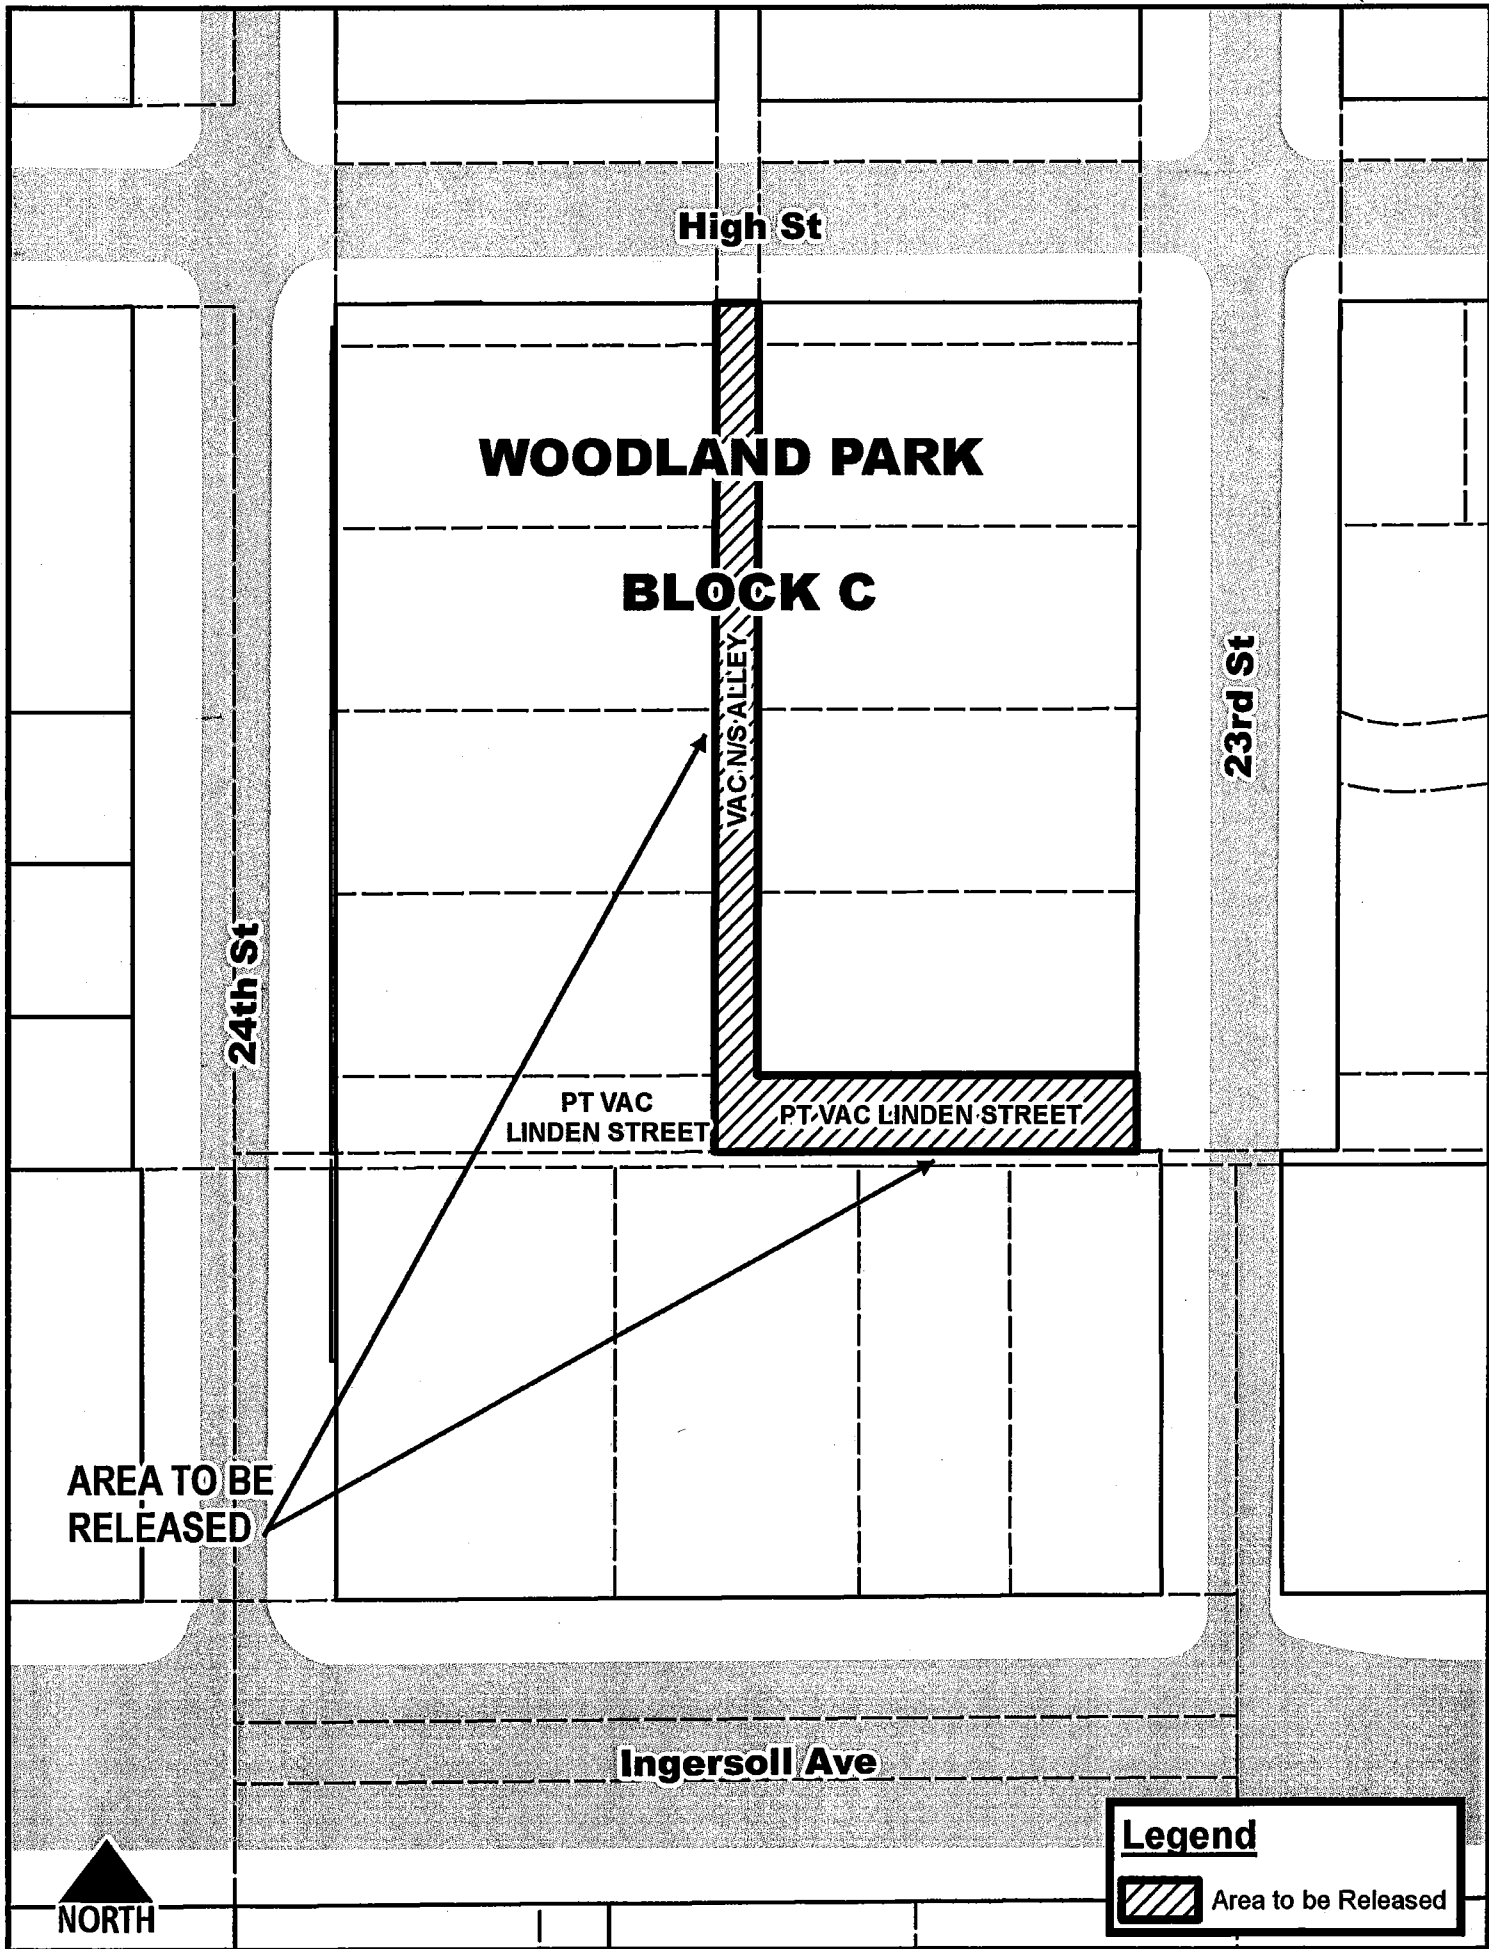 High St
WOODLAND PARK
BLOCK C
VAC N/S ALLEY
23rd St
24th St
PT VAC
LINDEN STREET
PT VAC LINDEN STREET
AREA TO BE
RELEASED
Ingersoll Ave
Legend
Area to be Released
NORTH